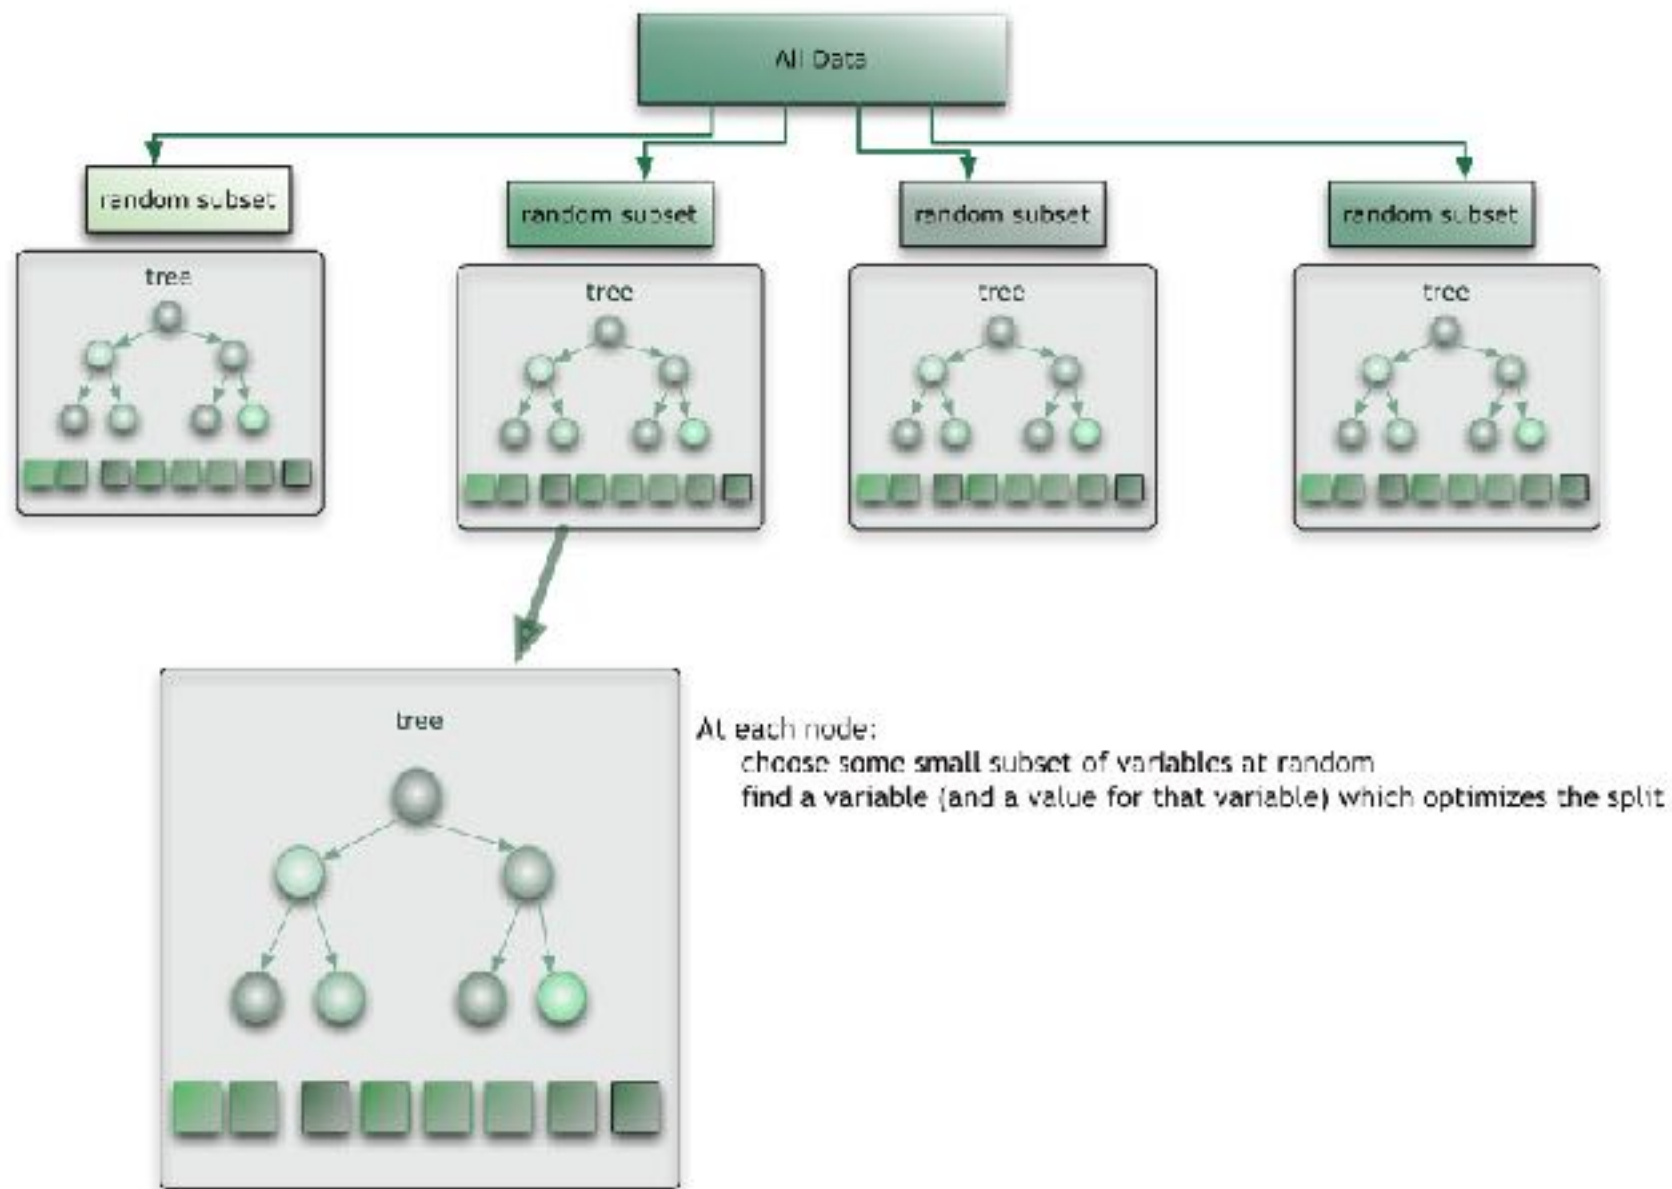 All Data
random subset
random subset
random subset
random subset
tree
tree
tree
tree
tree
At each node:
choose some small subset of variables at random
find a variable (and a value for that variable) which optimizes the split